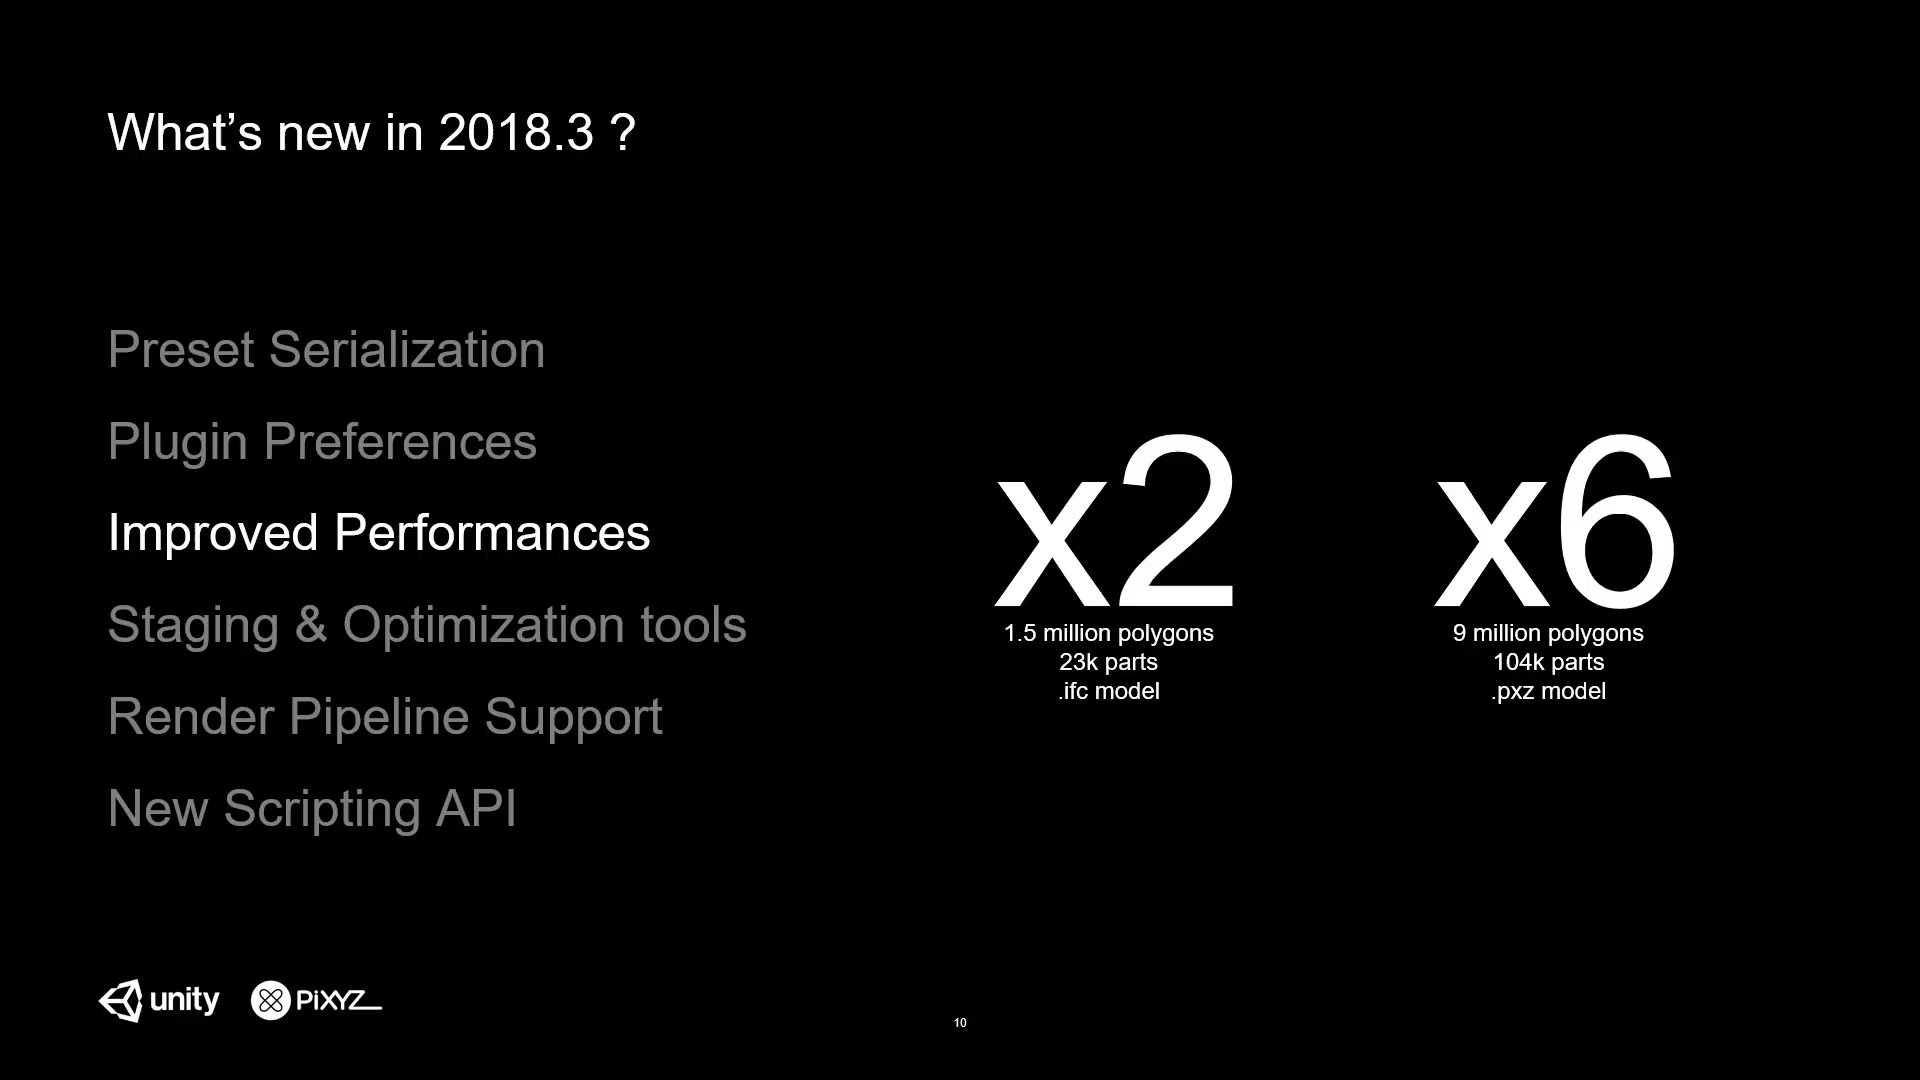 What’s new in 2018.3 ?
Preset Serialization
Plugin Preferences
Improved Performances
Staging & Optimization tools
Render Pipeline Support
New Scripting API
x2
1.5 million polygons
23k parts
.ifc model
x6
9 million polygons
104k parts
.pxz model
unity
PiXYZ
10